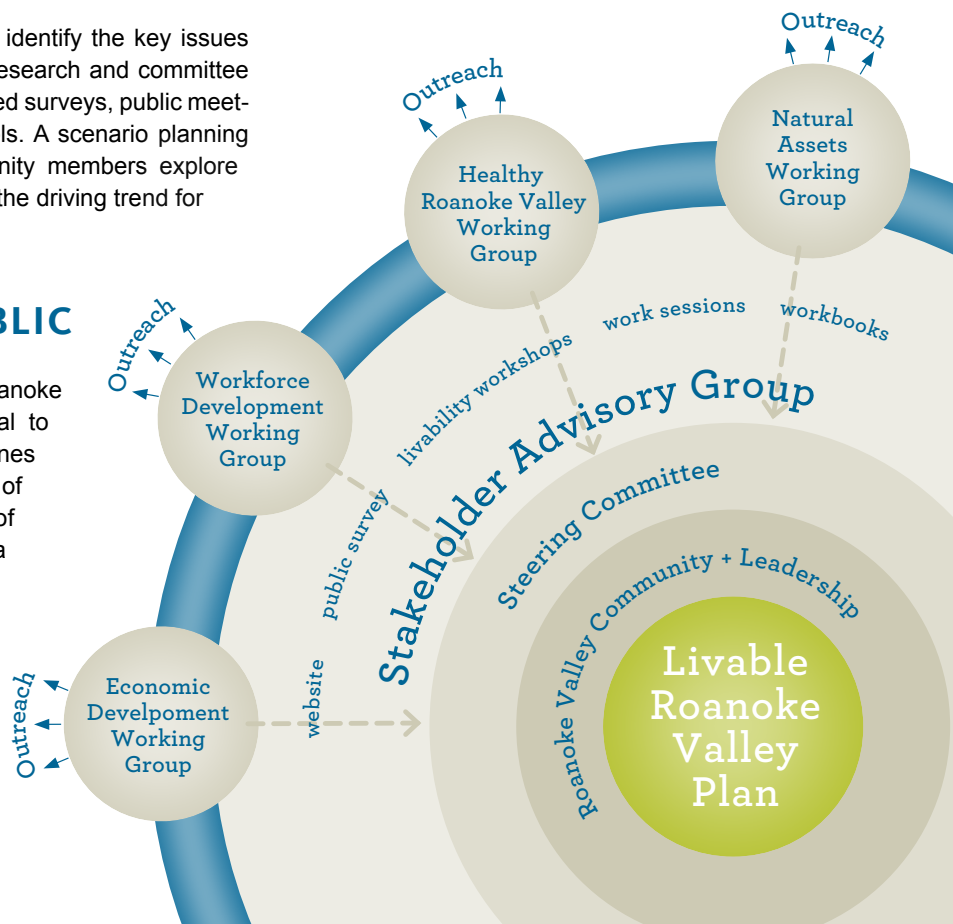 identify the key issues
esearch and committee
ed surveys, public meet-
ls. A scenario planning
nity members explore
the driving trend for
BLIC
anoke
al to
nes
of
of
a
Outreach
Natural
Assets
Working
Group
Outreach
Healthy
Roanoke Valley
Working
Group
Outreach
Workforce
Development
Working
Group
Outreach
Economic
Develpoment
Working
Group
website
public survey
livability workshops
work sessions
workbooks
Stakeholder Advisory Group
Steering Committee
Roanoke Valley Community + Leadership
Livable
Roanoke
Valley
Plan